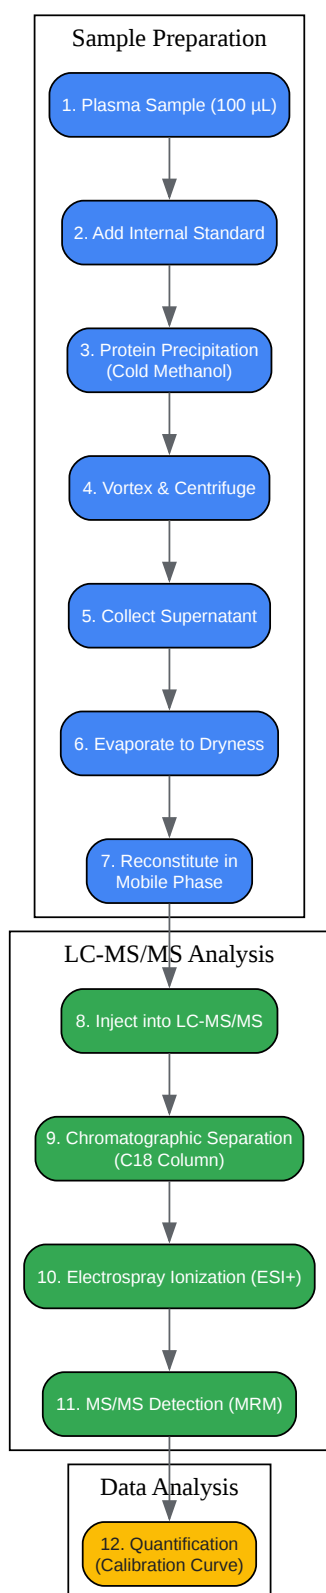 Sample Preparation
1. Plasma Sample (100 µL)
2. Add Internal Standard
3. Protein Precipitation
(Cold Methanol)
4. Vortex & Centrifuge
5. Collect Supernatant
6. Evaporate to Dryness
7. Reconstitute in
Mobile Phase
LC-MS/MS Analysis
8. Inject into LC-MS/MS
9. Chromatographic Separation
(C18 Column)
10. Electrospray Ionization (ESI+)
11. MS/MS Detection (MRM)
Data Analysis
12. Quantification
(Calibration Curve)